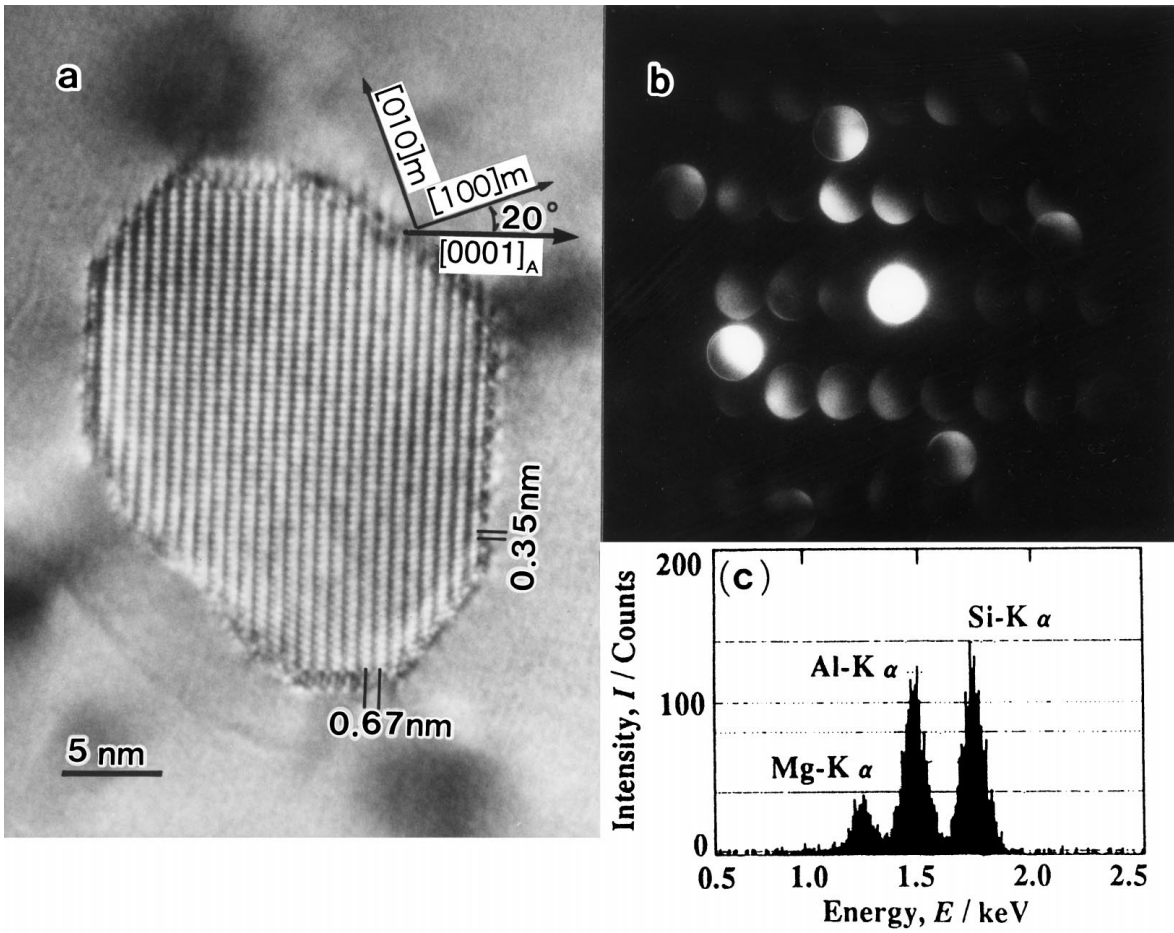 a
[010]m
[100]m
20°
[0001]A
0.35nm
0.67nm
5 nm
b
(c)
200
100
0
Intensity, I / Counts
Si-K α
Al-K α
Mg-K α
0.5 1.0 1.5 2.0 2.5
Energy, E / keV